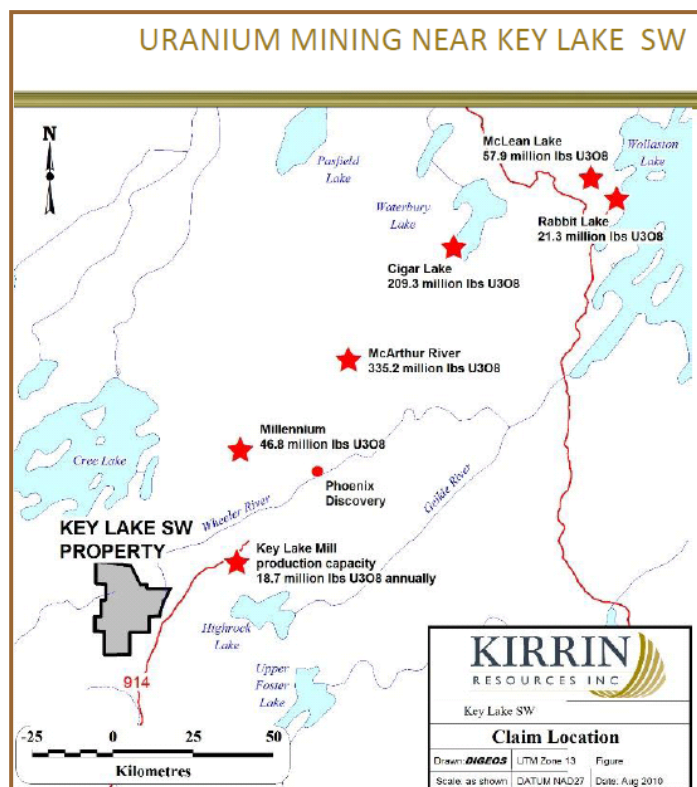 URANIUM MINING NEAR KEY LAKE SW
N
Pasfield
Lake
McLean Lake
57.9 million lbs U3O8
Wollaston
Lake
Waterbury
Lake
Rabbit Lake
21.3 million lbs U3O8
Cigar Lake
209.3 million lbs U3O8
McArthur River
335.2 million lbs U3O8
Millennium
46.8 million lbs U3O8
Cree Lake
Phoenix
Discovery
Wheeler River
Geikie River
KEY LAKE SW
PROPERTY
Key Lake Mill
production capacity
18.7 million lbs U3O8 annually
Highrock
Lake
914
Upper
Foster
Lake
-25 0 25 50
Kilometres
KIRRIN
RESOURCES INC
Key Lake SW
Claim Location
Drawn: DIGEOS UTM Zone 13 Figure
Scale: as shown DATUM NAD27 Date: Aug 2010